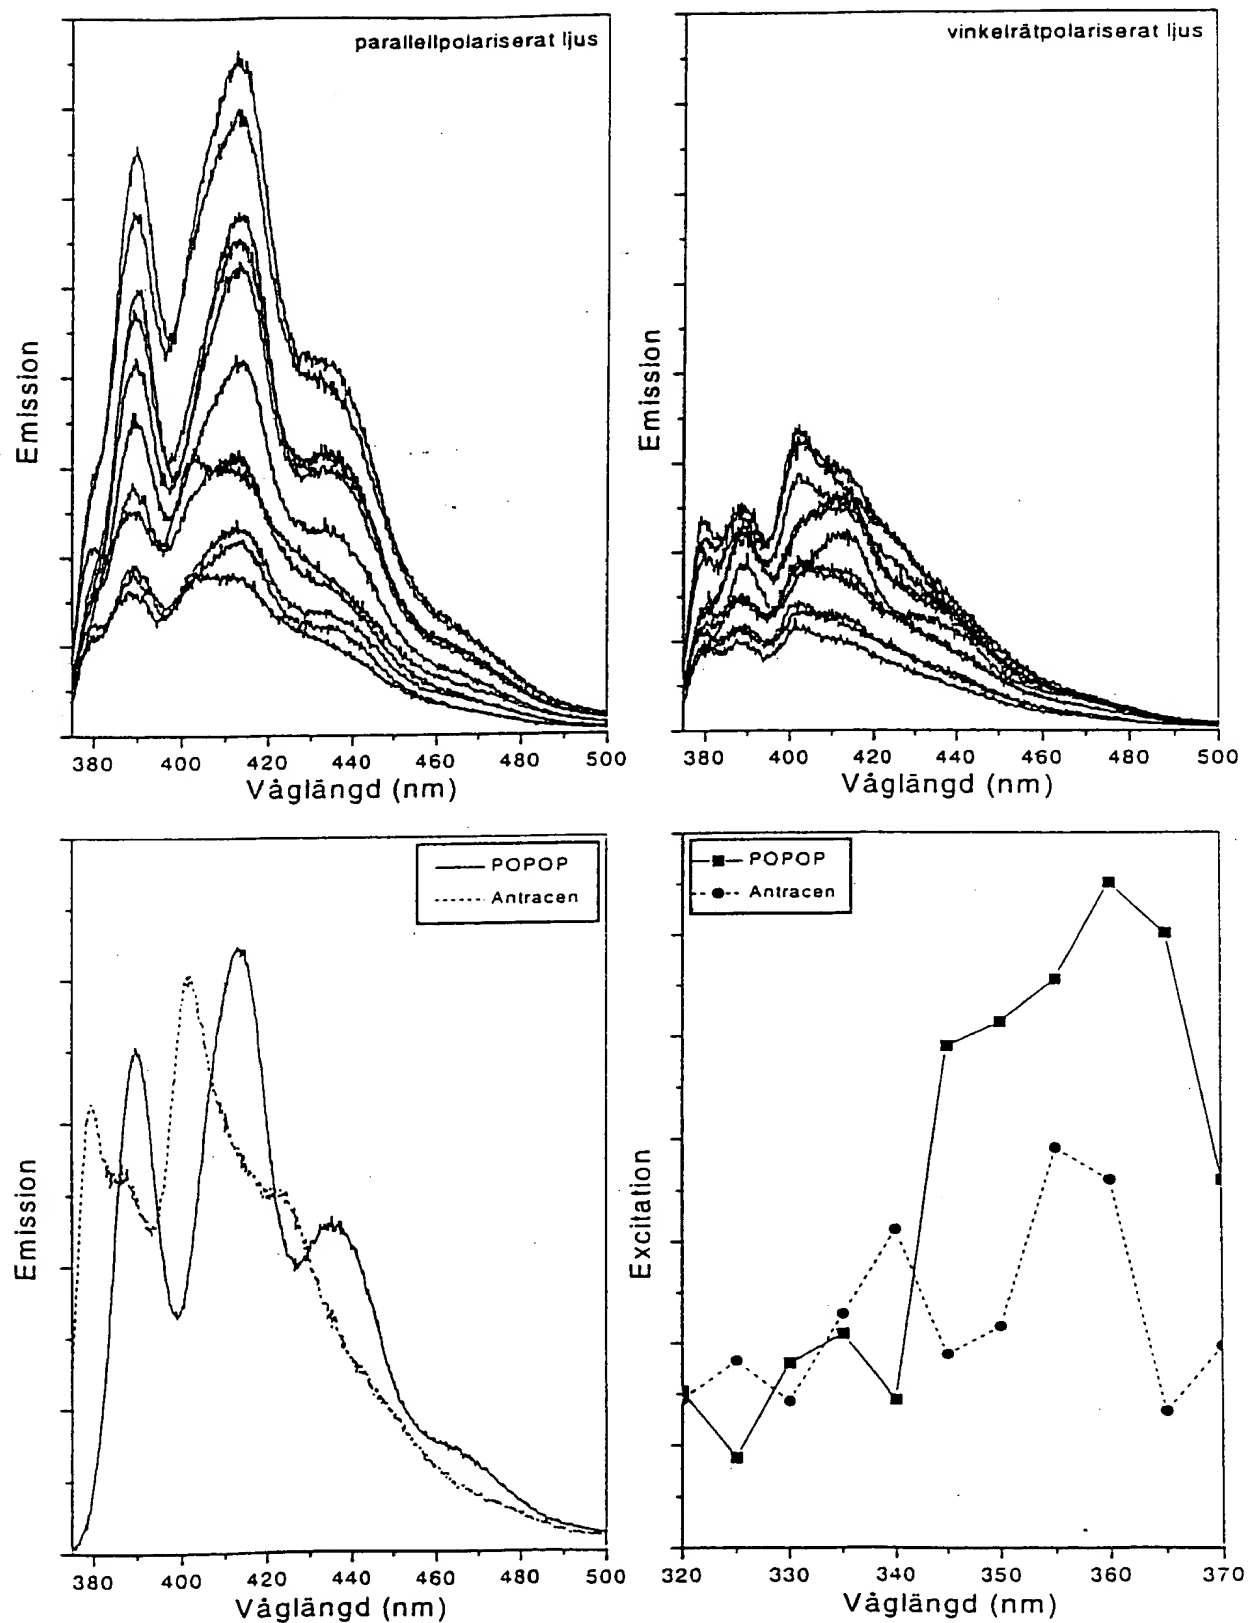 parallellpolariserat ljus
Emission
380 400 420 440 460 480 500
Våglängd (nm)
vinkelrätpolariserat ljus
Emission
380 400 420 440 460 480 500
Våglängd (nm)
POPOP
Antracen
Emission
380 400 420 440 460 480 500
Våglängd (nm)
POPOP
Antracen
Excitation
320 330 340 350 360 370
Våglängd (nm)